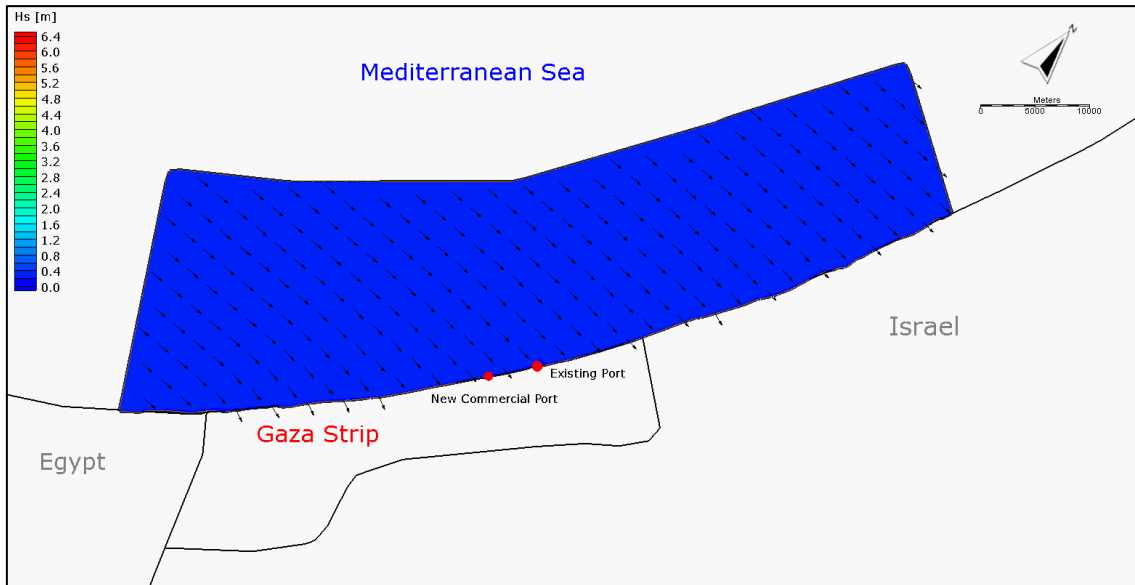 Hs [m]
6.4
6.0
5.6
5.2
4.8
4.4
4.0
3.6
3.2
2.8
2.4
2.0
1.6
1.2
0.8
0.4
0.0
Mediterranean Sea
N
Meters
0 5000 10000
Israel
Existing Port
New Commercial Port
Gaza Strip
Egypt